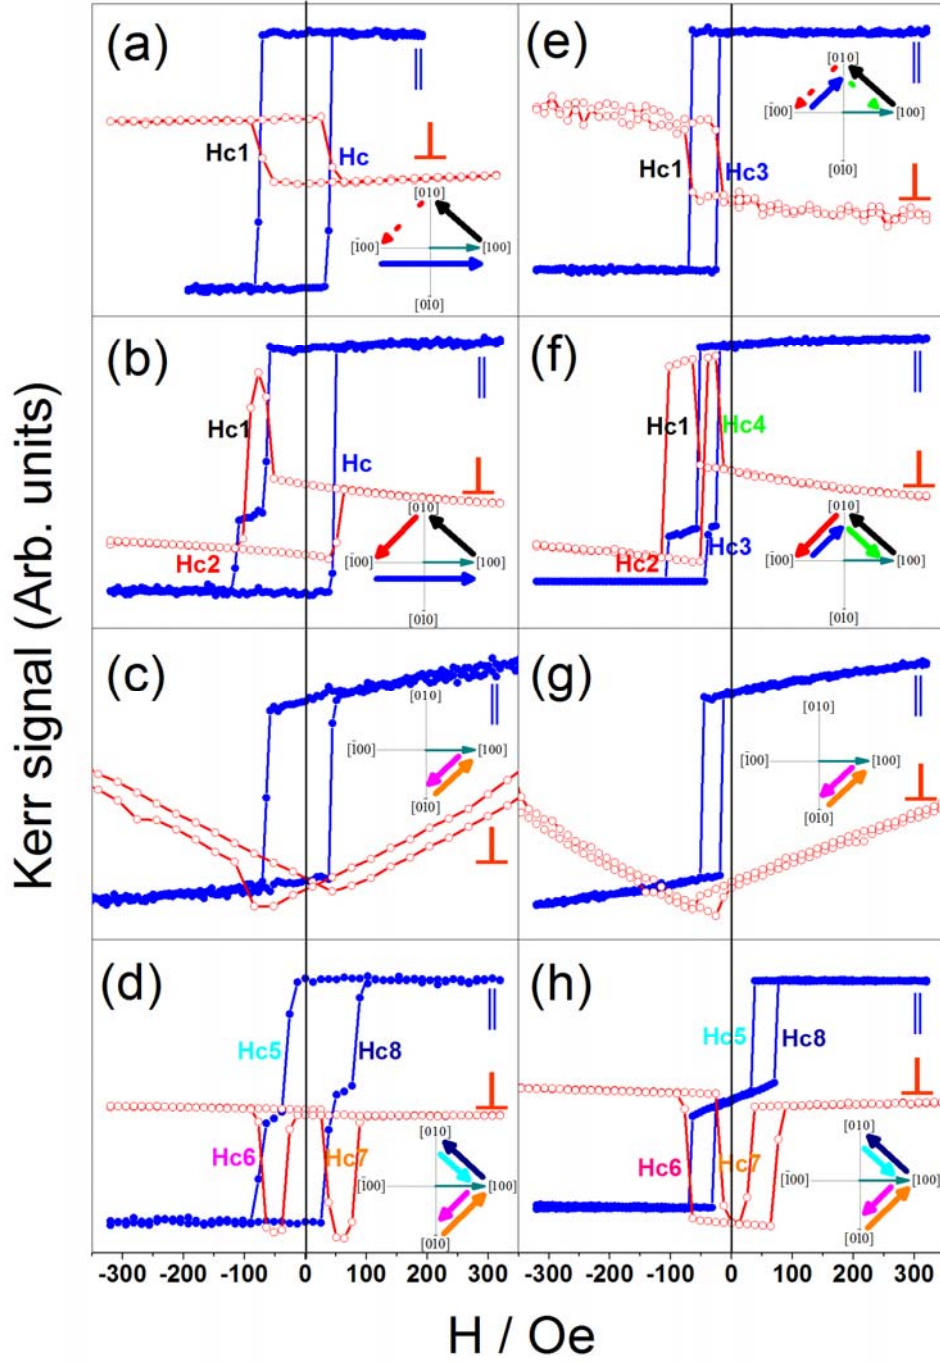 Kerr signal (Arb. units)
(a)
Hc1
Hc
||
⊥
[010]
[1̄00]
[100]
[01̄0]
(e)
Hc1
Hc3
||
⊥
[010]
[1̄00]
[100]
[01̄0]
(b)
Hc1
Hc
Hc2
||
⊥
[010]
[1̄00]
[100]
[01̄0]
(f)
Hc1
Hc4
Hc3
Hc2
||
⊥
[010]
[1̄00]
[100]
[01̄0]
(c)
||
⊥
[010]
[1̄00]
[100]
[01̄0]
(g)
||
⊥
[010]
[1̄00]
[100]
[01̄0]
(d)
Hc5
Hc8
Hc6
Hc7
||
⊥
[010]
[1̄00]
[100]
[01̄0]
(h)
Hc5
Hc8
Hc6
Hc7
||
⊥
[010]
[1̄00]
[100]
[01̄0]
-300 -200 -100 0 100 200 300
-300 -200 -100 0 100 200 300
H / Oe